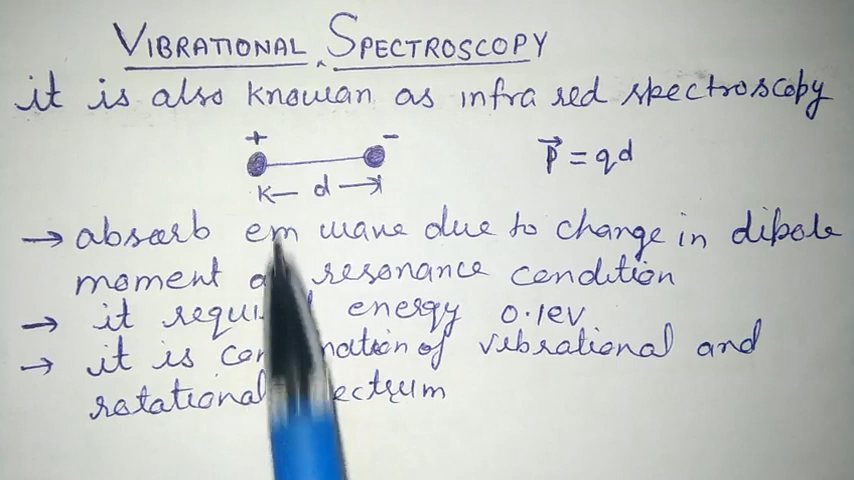 VIBRATIONAL SPECTROSCOPY
it is also knowan as infra red spectroscopy
+ -
d
P = qd
→ absorb em wave due to change in dipole
moment resonance condition
→ it energy 0.1ev
→ it is of vibrational and
rotational